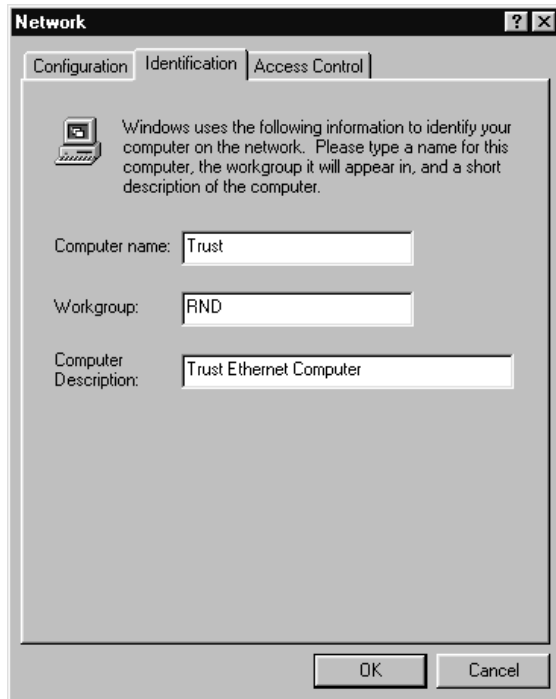 Network
Configuration Identification Access Control
Windows uses the following information to identify your
computer on the network. Please type a name for this
computer, the workgroup it will appear in, and a short
description of the computer.
Computer name: Trust
Workgroup: RND
Computer
Description: Trust Ethernet Computer
OK Cancel